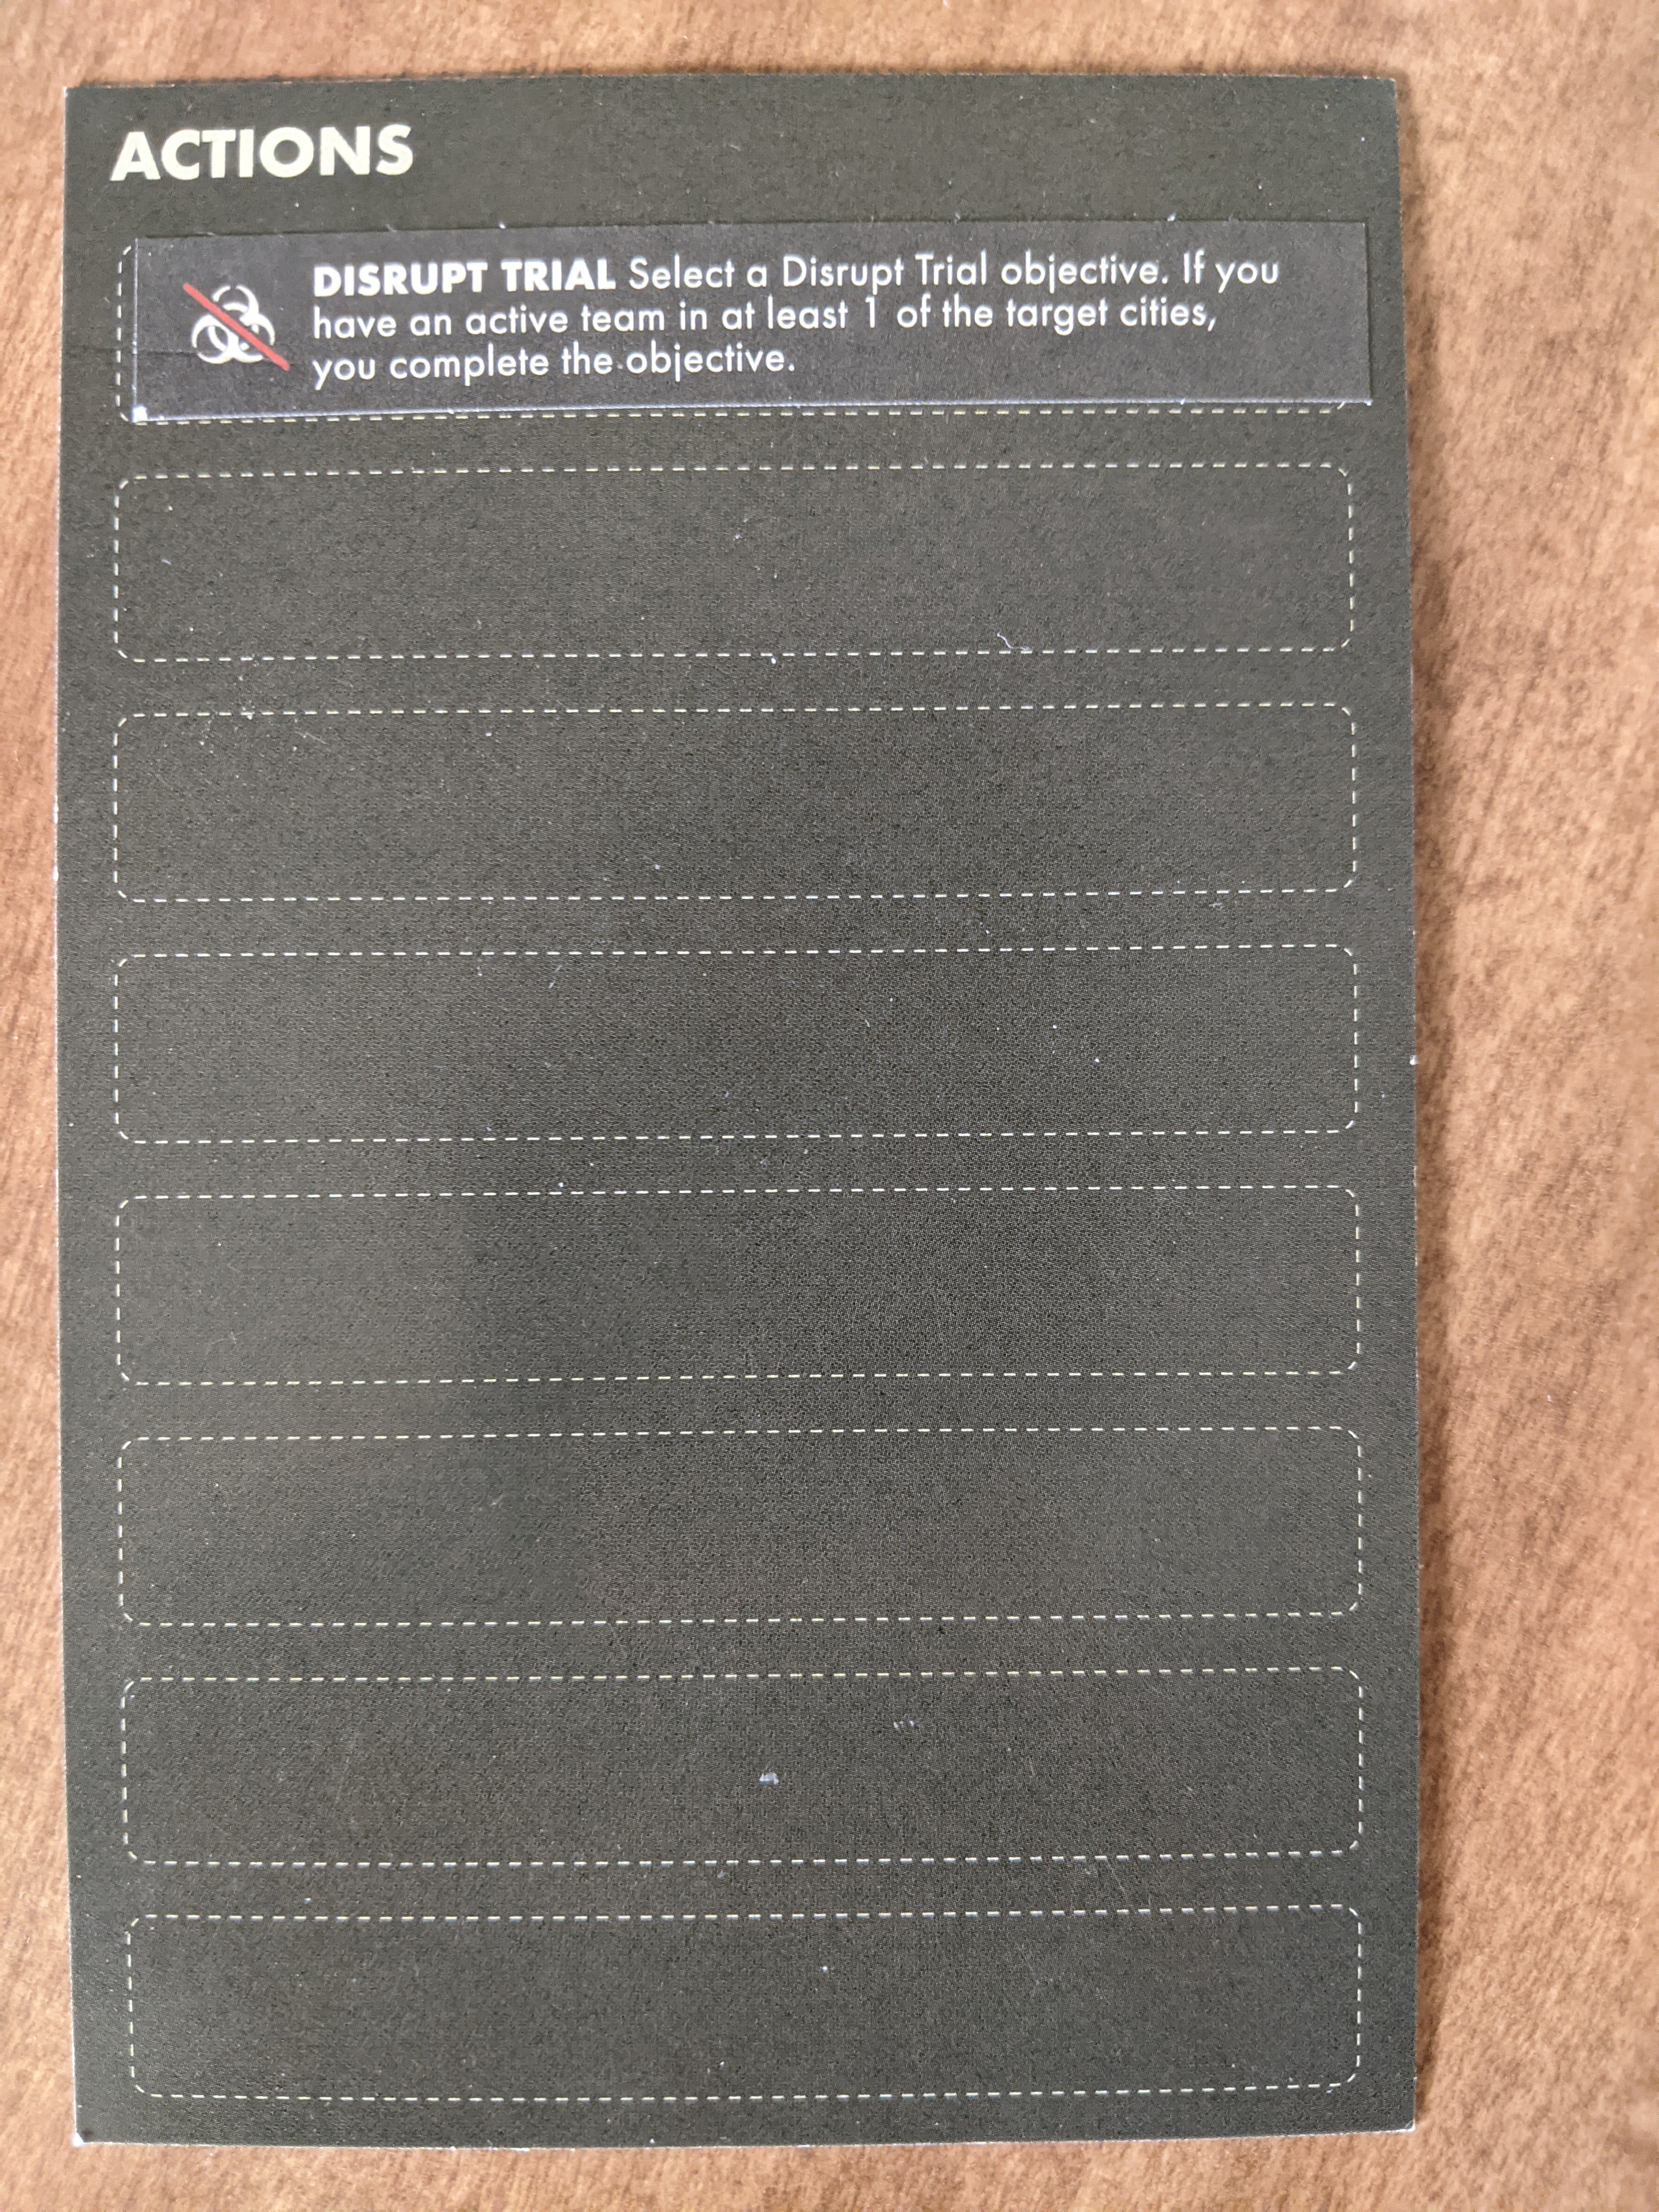 ACTIONS
DISRUPT TRIAL Select a Disrupt Trial objective. If you
have an active team in at least 1 of the target cities,
you complete the objective.